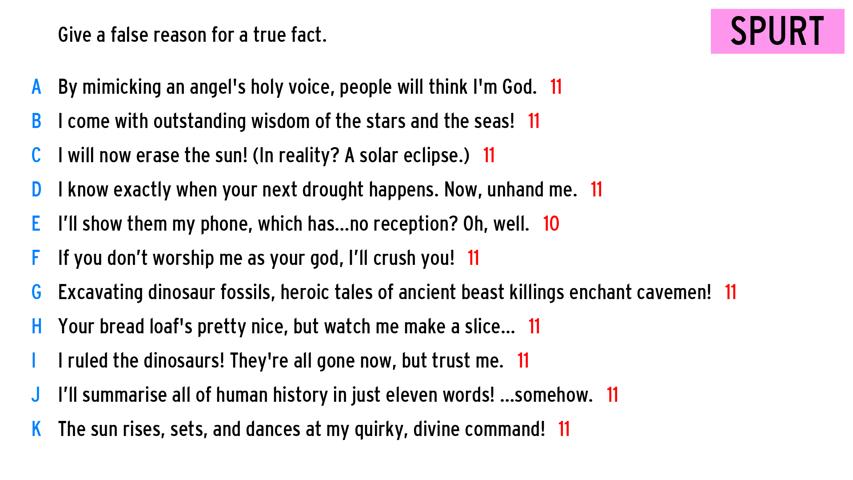 Give a false reason for a true fact.
SPURT
A By mimicking an angel's holy voice, people will think I'm God. 11
B I come with outstanding wisdom of the stars and the seas! 11
C I will now erase the sun! (In reality? A solar eclipse.) 11
D I know exactly when your next drought happens. Now, unhand me. 11
E I’ll show them my phone, which has...no reception? Oh, well. 10
F If you don’t worship me as your god, I’ll crush you! 11
G Excavating dinosaur fossils, heroic tales of ancient beast killings enchant cavemen! 11
H Your bread loaf's pretty nice, but watch me make a slice... 11
I I ruled the dinosaurs! They're all gone now, but trust me. 11
J I’ll summarise all of human history in just eleven words! ...somehow. 11
K The sun rises, sets, and dances at my quirky, divine command! 11